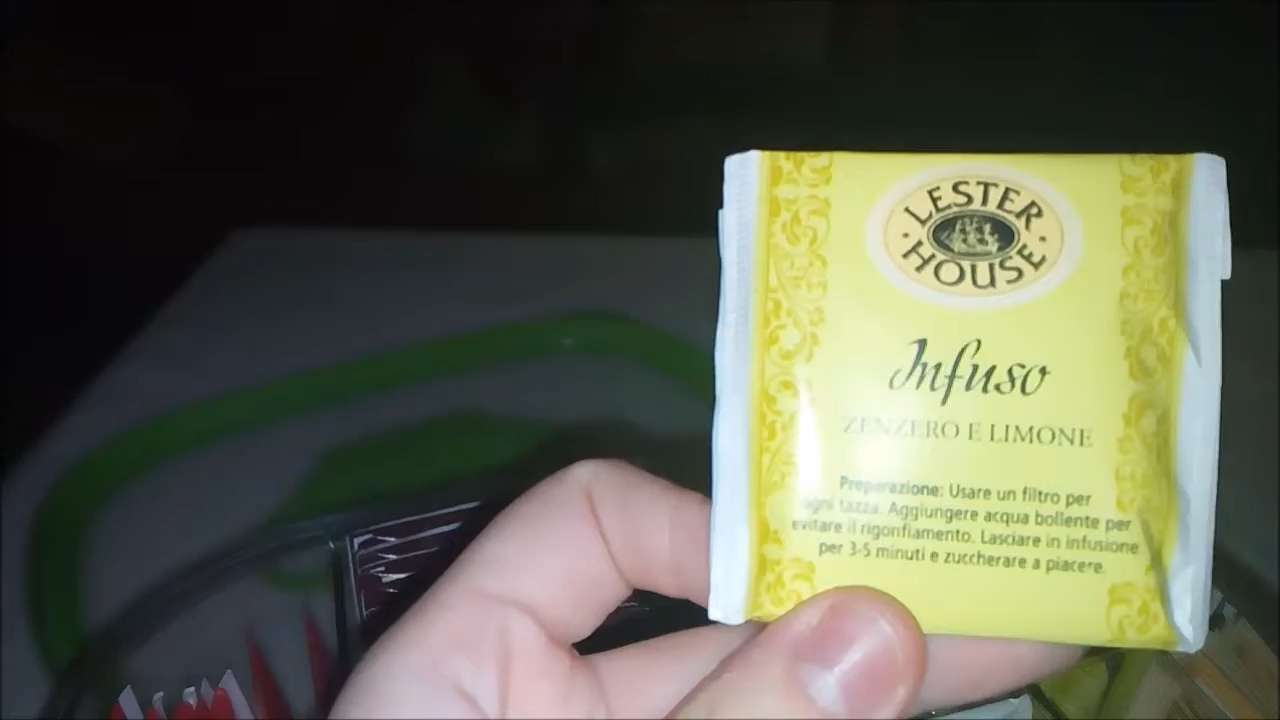 LESTER
HOUSE
Infuso
ZENZERO E LIMONE
Preparazione: Usare un filtro per
ogni tazza. Aggiungere acqua bollente per
evitare il rigonfiamento. Lasciare in infusione
per 3-5 minuti e zuccherare a piacere.